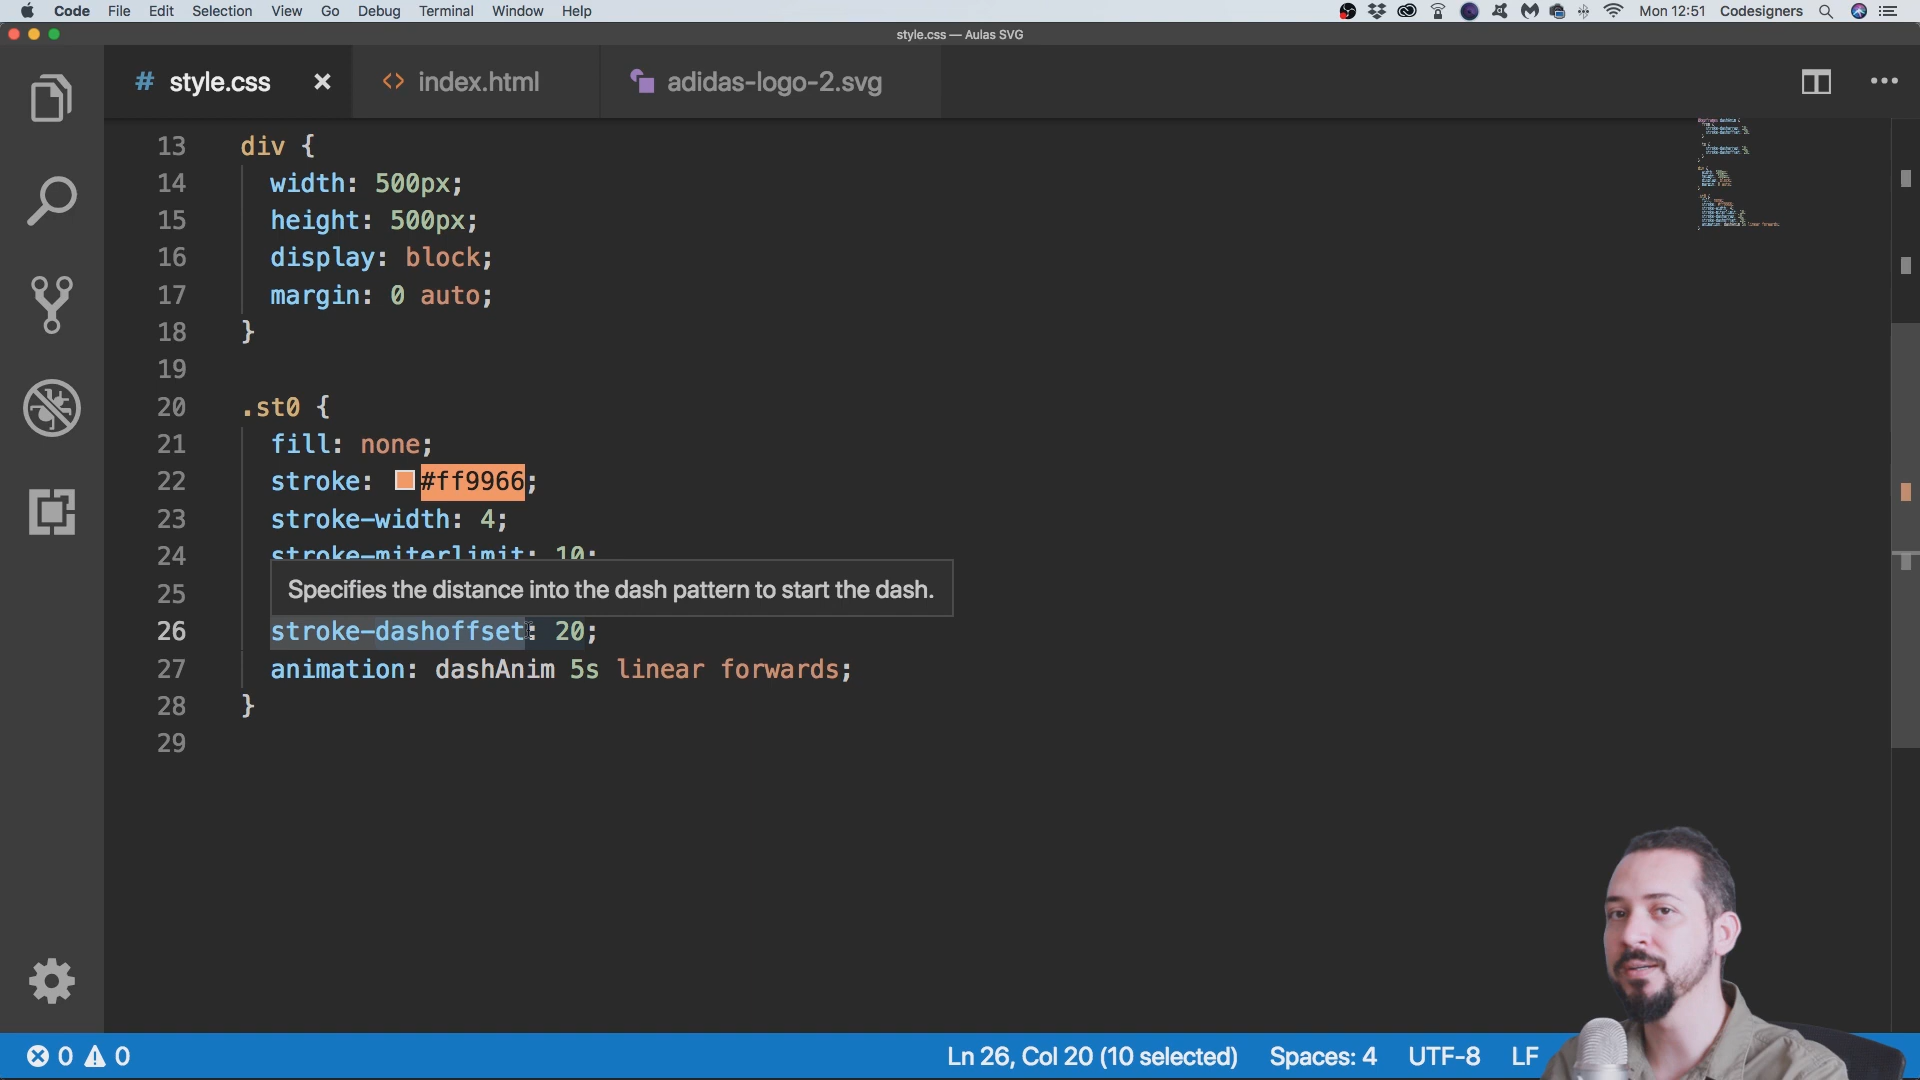 Code File Edit Selection View Go Debug Terminal Window Help Mon 12:51 Codesigners
style.css — Aulas SVG
# style.css × <> index.html adidas-logo-2.svg
13 div {
14 width: 500px;
15 height: 500px;
16 display: block;
17 margin: 0 auto;
18 }
19
20 .st0 {
21 fill: none;
22 stroke: #ff9966;
23 stroke-width: 4;
24 stroke-miterlimit: 10;
Specifies the distance into the dash pattern to start the dash.
25
26 stroke-dashoffset: 20;
27 animation: dashAnim 5s linear forwards;
28 }
29
0 0 Ln 26, Col 20 (10 selected) Spaces: 4 UTF-8 LF